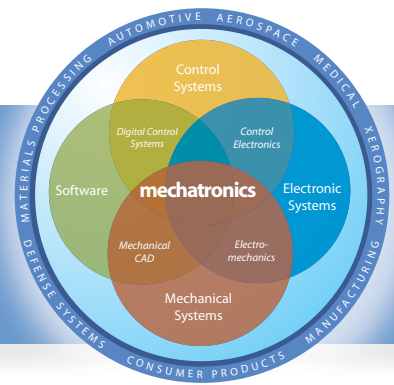 MATERIALS PROCESSING AUTOMOTIVE AEROSPACE MEDICAL XEROGRAPHY
Control
Systems
Digital Control
Systems
Control
Electronics
Software
mechatronics
Electronic
Systems
Mechanical
CAD
Electro-
mechanics
Mechanical
Systems
DEFENSE SYSTEMS CONSUMER PRODUCTS MANUFACTURING